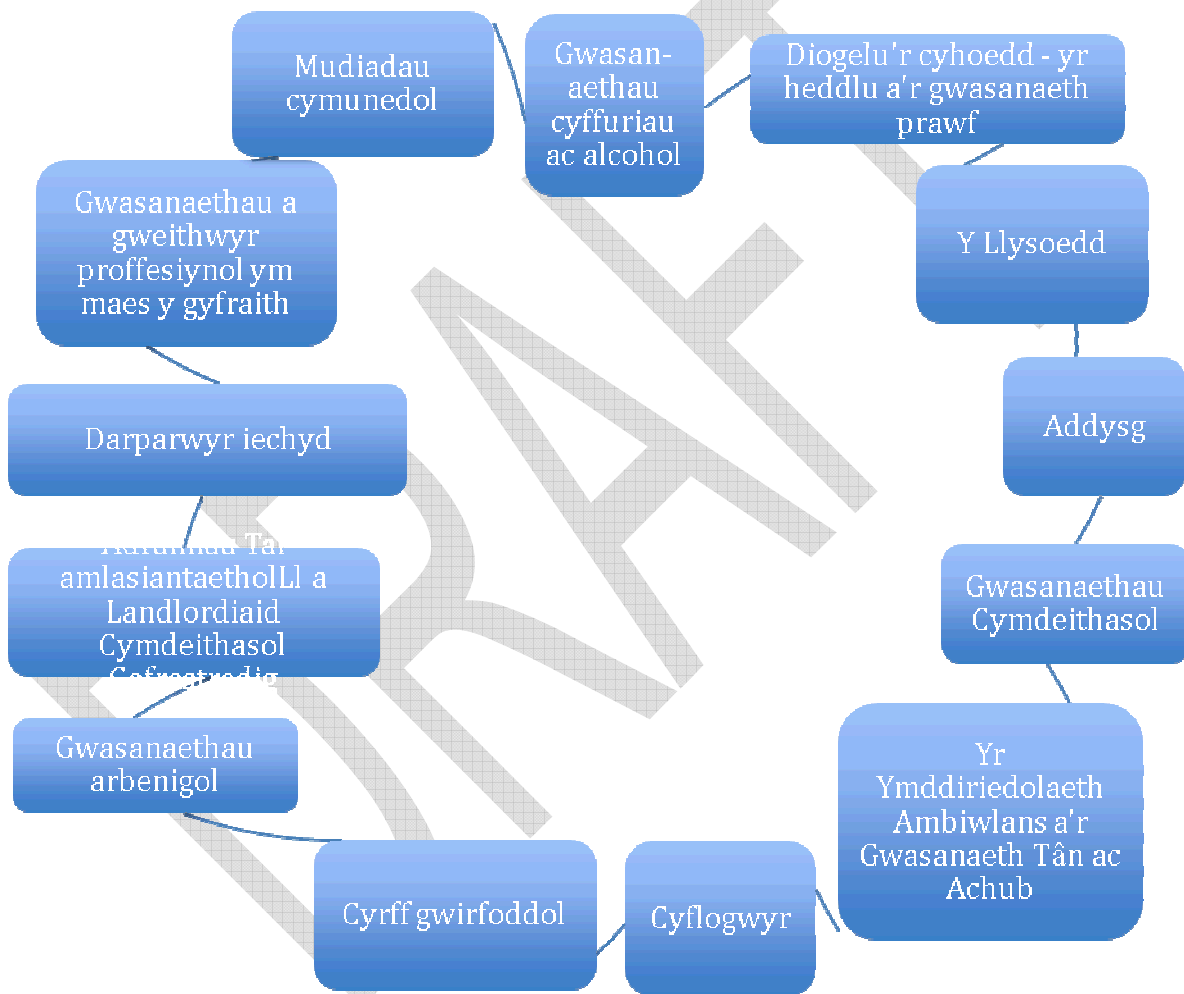 Mudiadau
cymunedol
Gwasan-
aethau
cyffuriau
ac alcohol
Diogelu'r cyhoedd - yr
heddlu a'r gwasanaeth
prawf
Y Llysoedd
Addysg
Gwasanaethau
Cymdeithasol
Yr
Ymddiriedolaeth
Ambiwlans a'r
Gwasanaeth Tân ac
Achub
Cyflogwyr
Cyrff gwirfoddol
Gwasanaethau
arbenigol
amlasiantaetholLl a
Landlordiaid
Cymdeithasol
Darparwyr iechyd
Gwasanaethau a
gweithwyr
proffesiynol ym
maes y gyfraith
DRAFT